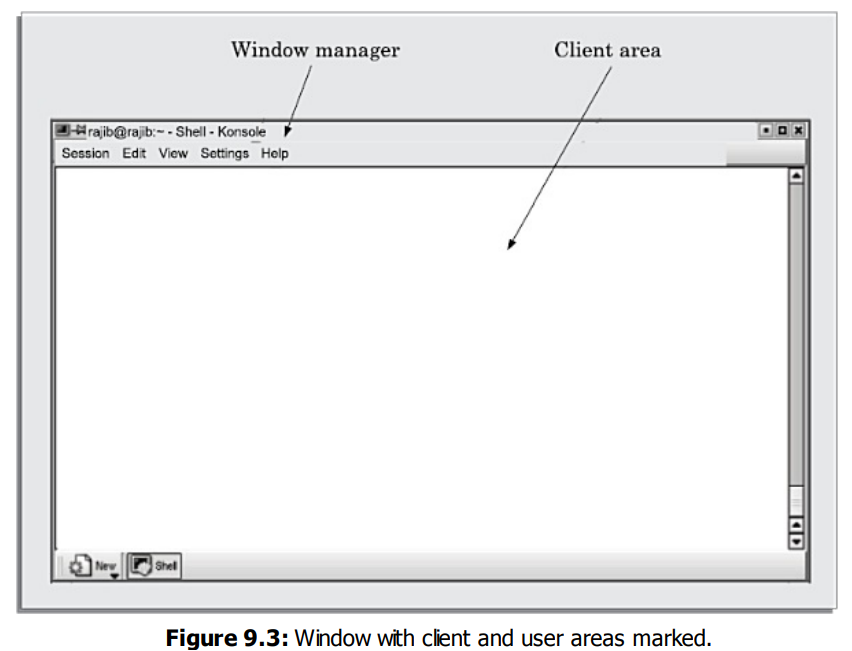 Window manager
Client area
rajib@rajib:~ - Shell - Konsole
Session Edit View Settings Help
New
Shell
Figure 9.3: Window with client and user areas marked.